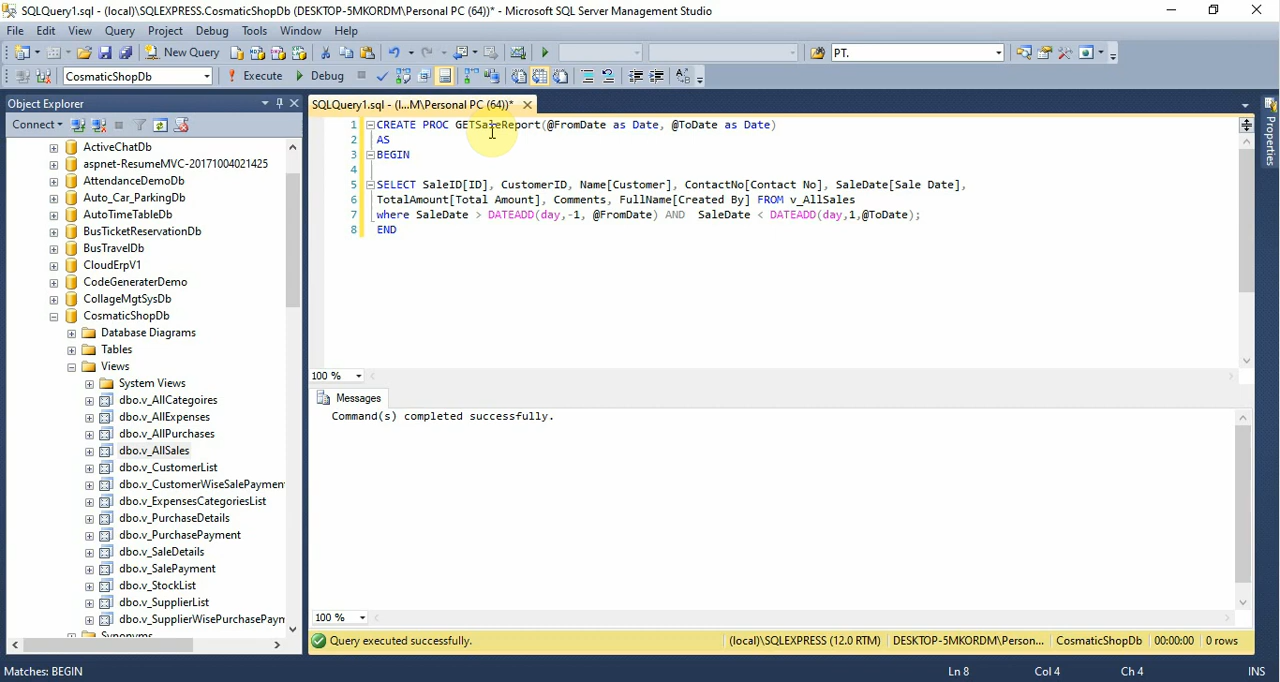 SQLQuery1.sql - (local)\SQLEXPRESS.CosmaticShopDb (DESKTOP-5MKORDM\Personal PC (64))* - Microsoft SQL Server Management Studio
File Edit View Query Project Debug Tools Window Help
New Query PT.
CosmaticShopDb Execute Debug
Object Explorer
Connect
ActiveChatDb
aspnet-ResumeMVC-20171004021425
AttendanceDemoDb
Auto_Car_ParkingDb
AutoTimeTableDb
BusTicketReservationDb
BusTravelDb
CloudErpV1
CodeGeneraterDemo
CollageMgtSysDb
CosmaticShopDb
Database Diagrams
Tables
Views
System Views
dbo.v_AllCategoires
dbo.v_AllExpenses
dbo.v_AllPurchases
dbo.v_AllSales
dbo.v_CustomerList
dbo.v_CustomerWiseSalePaymen
dbo.v_ExpensesCategoriesList
dbo.v_PurchaseDetails
dbo.v_PurchasePayment
dbo.v_SaleDetails
dbo.v_SalePayment
dbo.v_StockList
dbo.v_SupplierList
dbo.v_SupplierWisePurchasePaym
Synonyms
SQLQuery1.sql - (l...M\Personal PC (64))*
1 CREATE PROC GETSaleReport(@FromDate as Date, @ToDate as Date)
2 AS
3 BEGIN
4
5 SELECT SaleID[ID], CustomerID, Name[Customer], ContactNo[Contact No], SaleDate[Sale Date],
6 TotalAmount[Total Amount], Comments, FullName[Created By] FROM v_AllSales
7 where SaleDate > DATEADD(day,-1, @FromDate) AND SaleDate < DATEADD(day,1,@ToDate);
8 END
100 %
Messages
Command(s) completed successfully.
100 %
Query executed successfully. (local)\SQLEXPRESS (12.0 RTM) DESKTOP-5MKORDM\Person... CosmaticShopDb 00:00:00 0 rows
Properties
Matches: BEGIN Ln 8 Col 4 Ch 4 INS